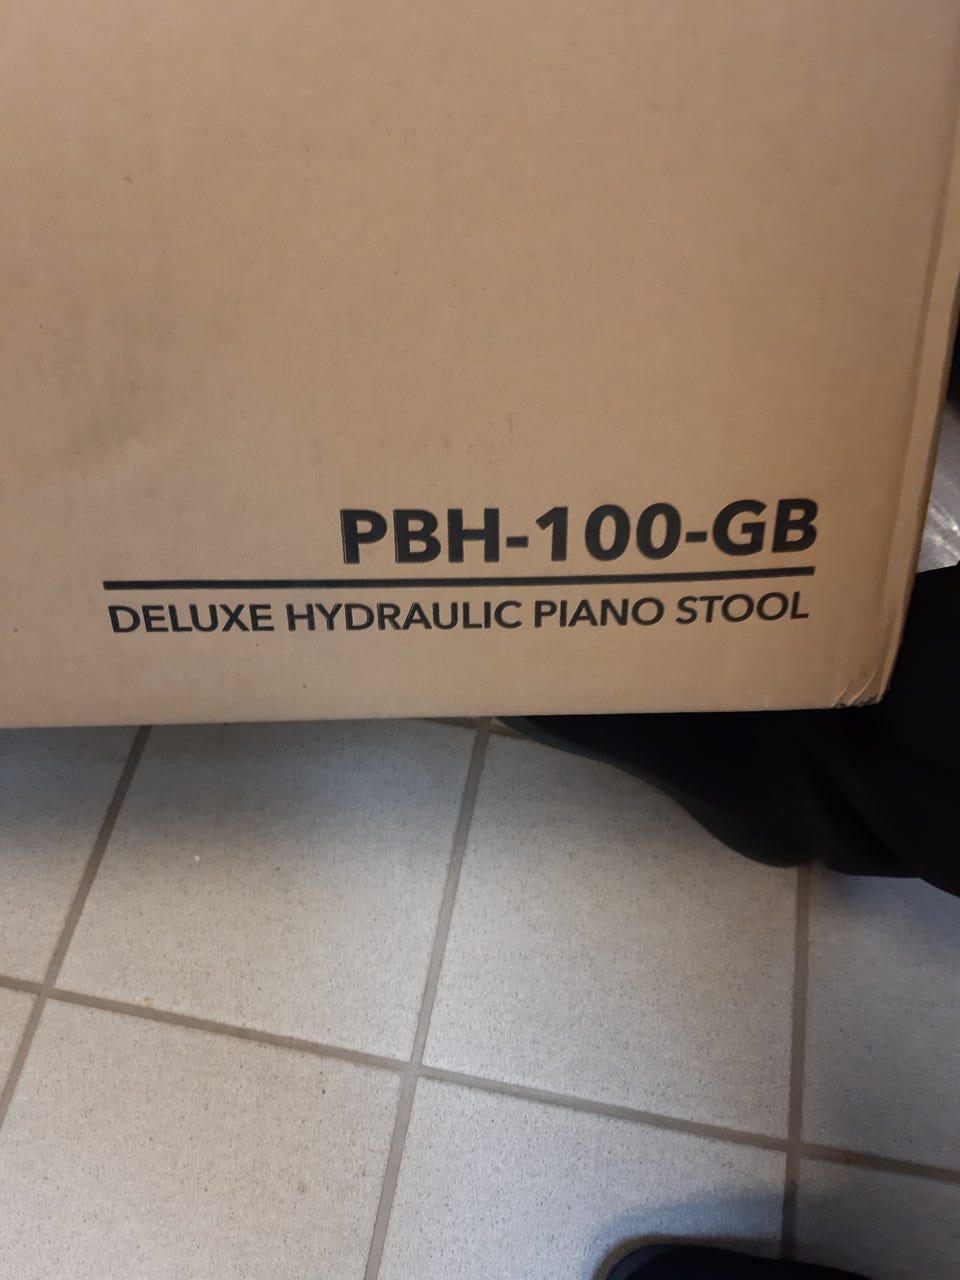 PBH-100-GB
DELUXE HYDRAULIC PIANO STOOL